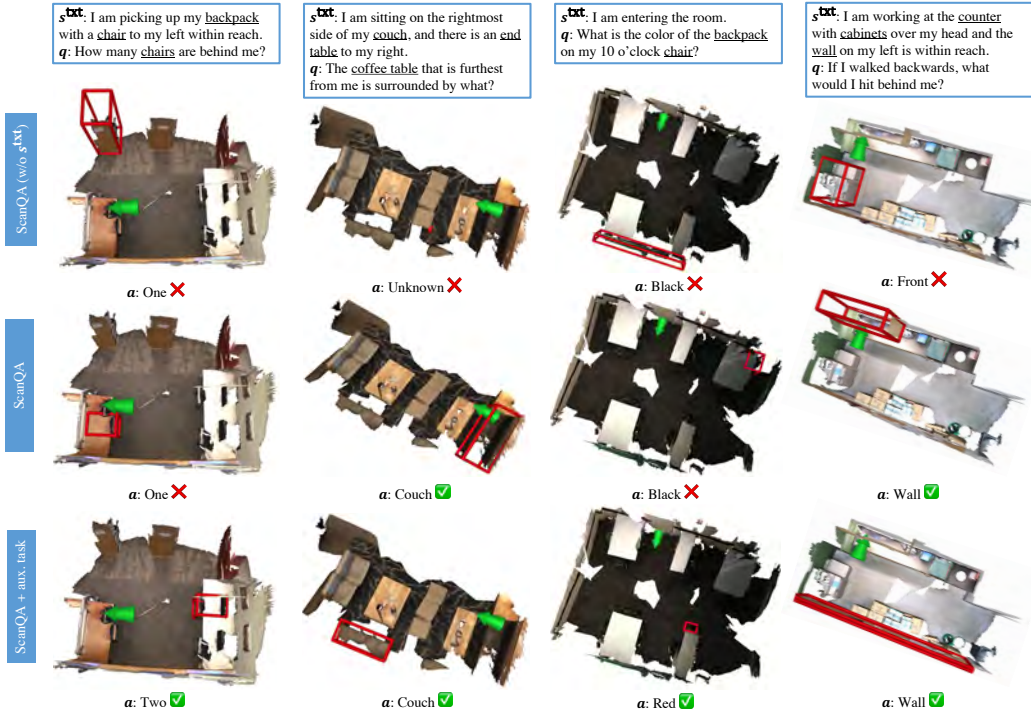 s^txt: I am picking up my backpack
with a chair to my left within reach.
q: How many chairs are behind me?
s^txt: I am sitting on the rightmost
side of my couch, and there is an end
table to my right.
q: The coffee table that is furthest
from me is surrounded by what?
s^txt: I am entering the room.
q: What is the color of the backpack
on my 10 o'clock chair?
s^txt: I am working at the counter
with cabinets over my head and the
wall on my left is within reach.
q: If I walked backwards, what
would I hit behind me?
ScanQA (w/o s^txt)
a: One ❌
a: Unknown ❌
a: Black ❌
a: Front ❌
ScanQA
a: One ❌
a: Couch ✅
a: Black ❌
a: Wall ✅
ScanQA + aux. task
a: Two ✅
a: Couch ✅
a: Red ✅
a: Wall ✅